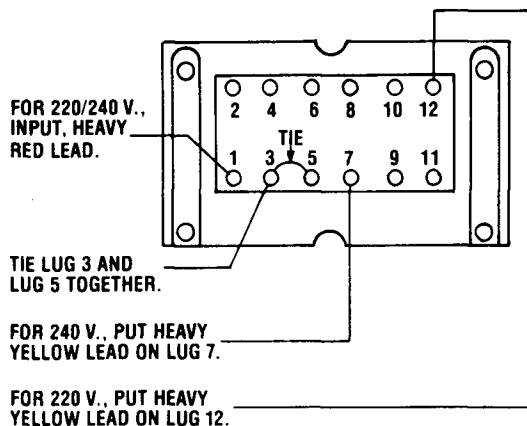 2 4 6 8 10 12
FOR 220/240 V.,
INPUT, HEAVY
RED LEAD.
TIE
1 3 5 7 9 11
TIE LUG 3 AND
LUG 5 TOGETHER.
FOR 240 V., PUT HEAVY
YELLOW LEAD ON LUG 7.
FOR 220 V., PUT HEAVY
YELLOW LEAD ON LUG 12.